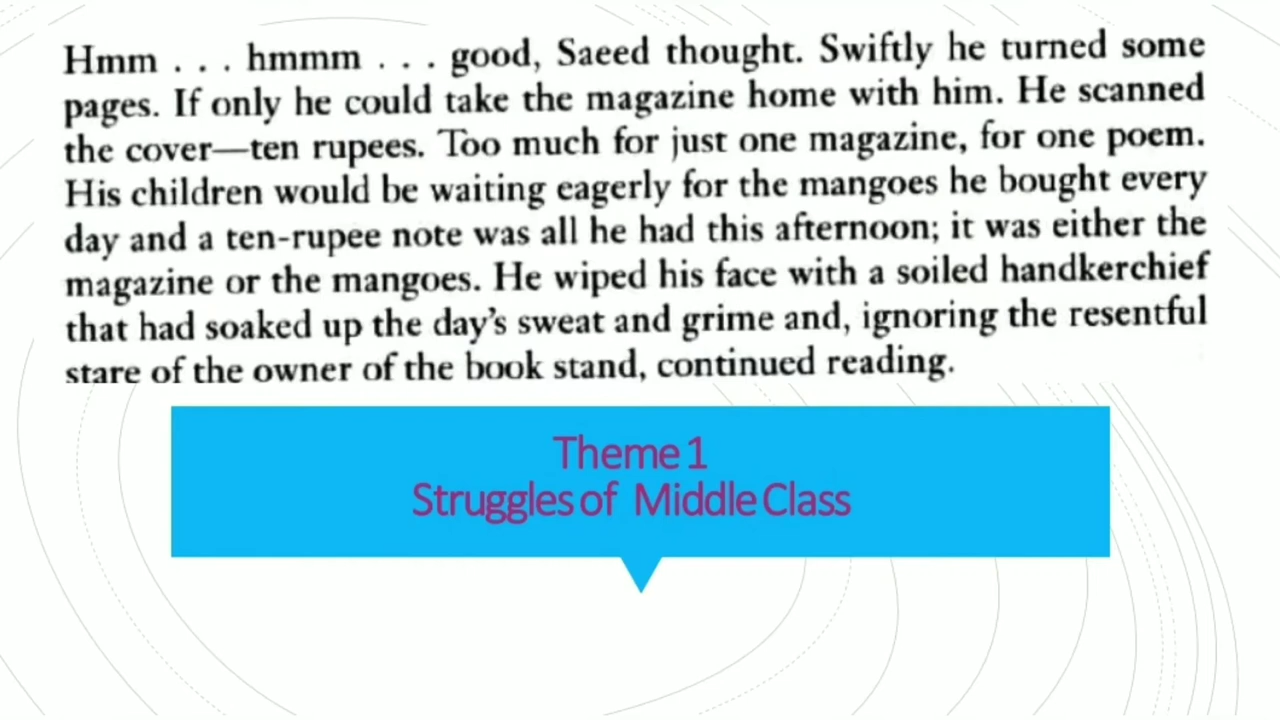 Hmm . . . hmmm . . . good, Saeed thought. Swiftly he turned some
pages. If only he could take the magazine home with him. He scanned
the cover—ten rupees. Too much for just one magazine, for one poem.
His children would be waiting eagerly for the mangoes he bought every
day and a ten-rupee note was all he had this afternoon; it was either the
magazine or the mangoes. He wiped his face with a soiled handkerchief
that had soaked up the day's sweat and grime and, ignoring the resentful
stare of the owner of the book stand, continued reading.
Theme 1
Struggles of Middle Class